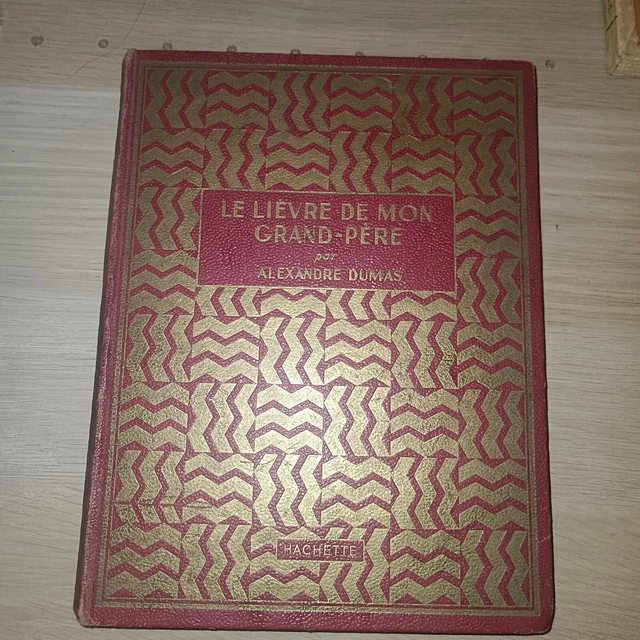 LE LIÈVRE DE MON
GRAND-PÈRE
par
ALEXANDRE DUMAS
HACHETTE